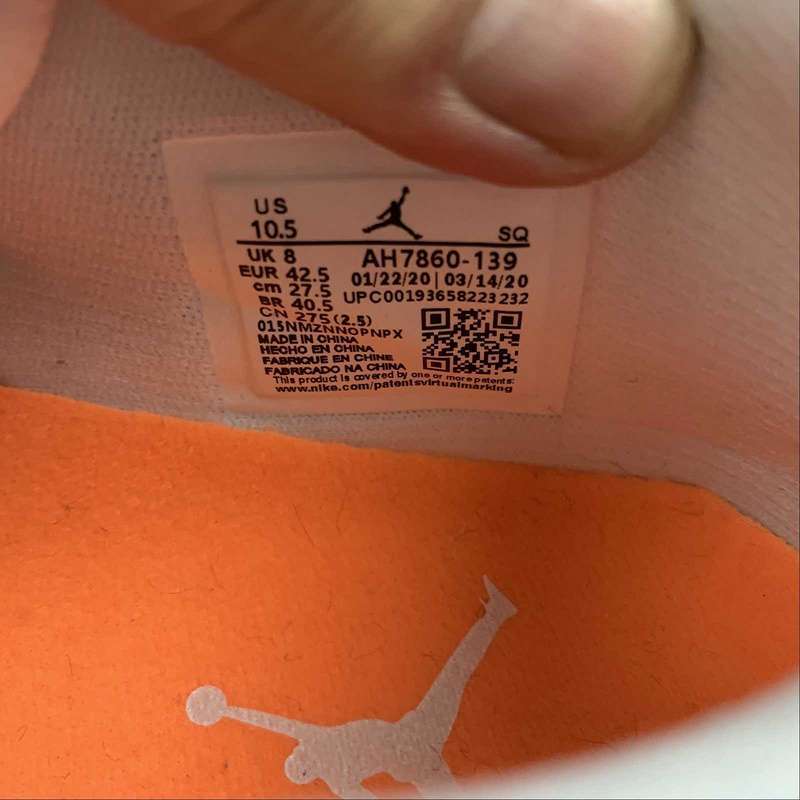 US
10.5
SQ
UK 8
AH7860-139
EUR 42.5
01/22/20 | 03/14/20
cm 27.5
UPC00193658223232
BR 40.5
CN 275 (2.5)
015NMZNNOPNPX
MADE IN CHINA
HECHO EN CHINA
FABRIQUE EN CHINE
FABRICADO NA CHINA
This product is covered by one or more patents:
www.nike.com/patentsvirtualmarking